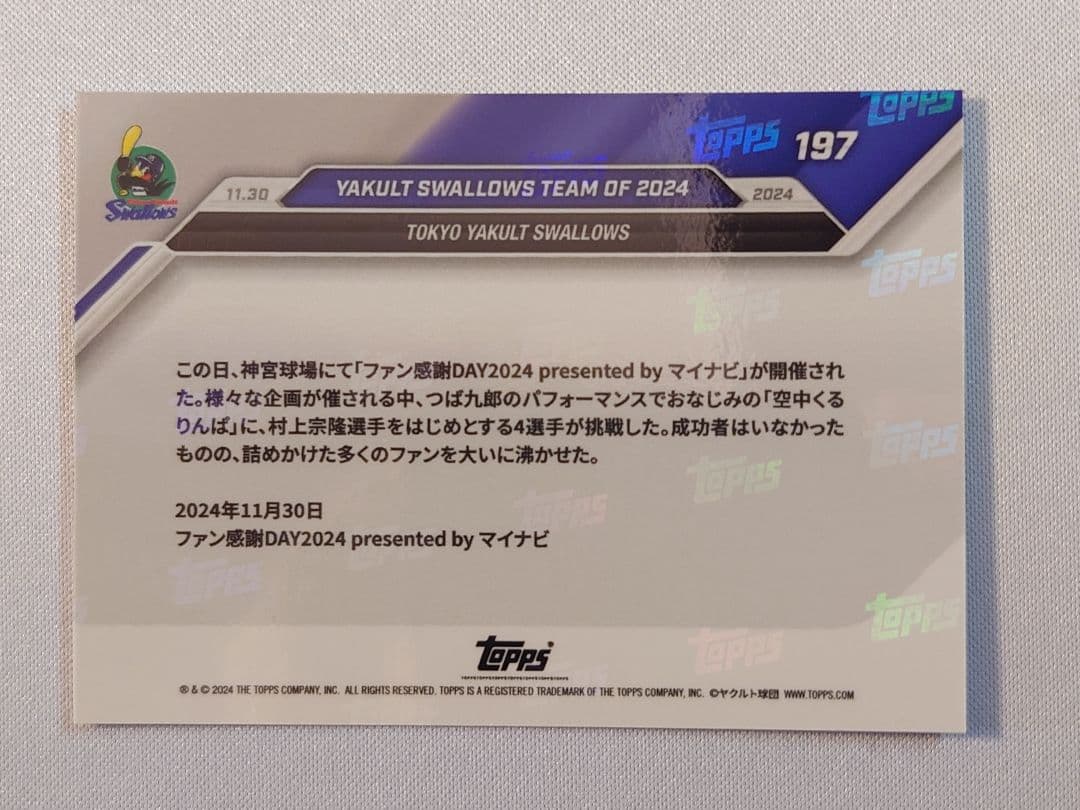 TOPPS
TOPPS 197
Swallows
11.30 YAKULT SWALLOWS TEAM OF 2024 2024
TOKYO YAKULT SWALLOWS
TOPPS
TOPPS
この日、神宮球場にて「ファン感謝DAY2024 presented by マイナビ」が開催され
た。様々な企画が催される中、つば九郎のパフォーマンスでおなじみの「空中くる
りんぱ」に、村上宗隆選手をはじめとする4選手が挑戦した。成功者はいなかった
ものの、詰めかけた多くのファンを大いに沸かせた。
TOPPS
TOPPS
TOPPS
2024年11月30日
ファン感謝DAY2024 presented by マイナビ
TOPPS
TOPPS
TOPPS
TOPPS
® & © 2024 THE TOPPS COMPANY, INC. ALL RIGHTS RESERVED. TOPPS IS A REGISTERED TRADEMARK OF THE TOPPS COMPANY, INC. ©ヤクルト球団 WWW.TOPPS.COM